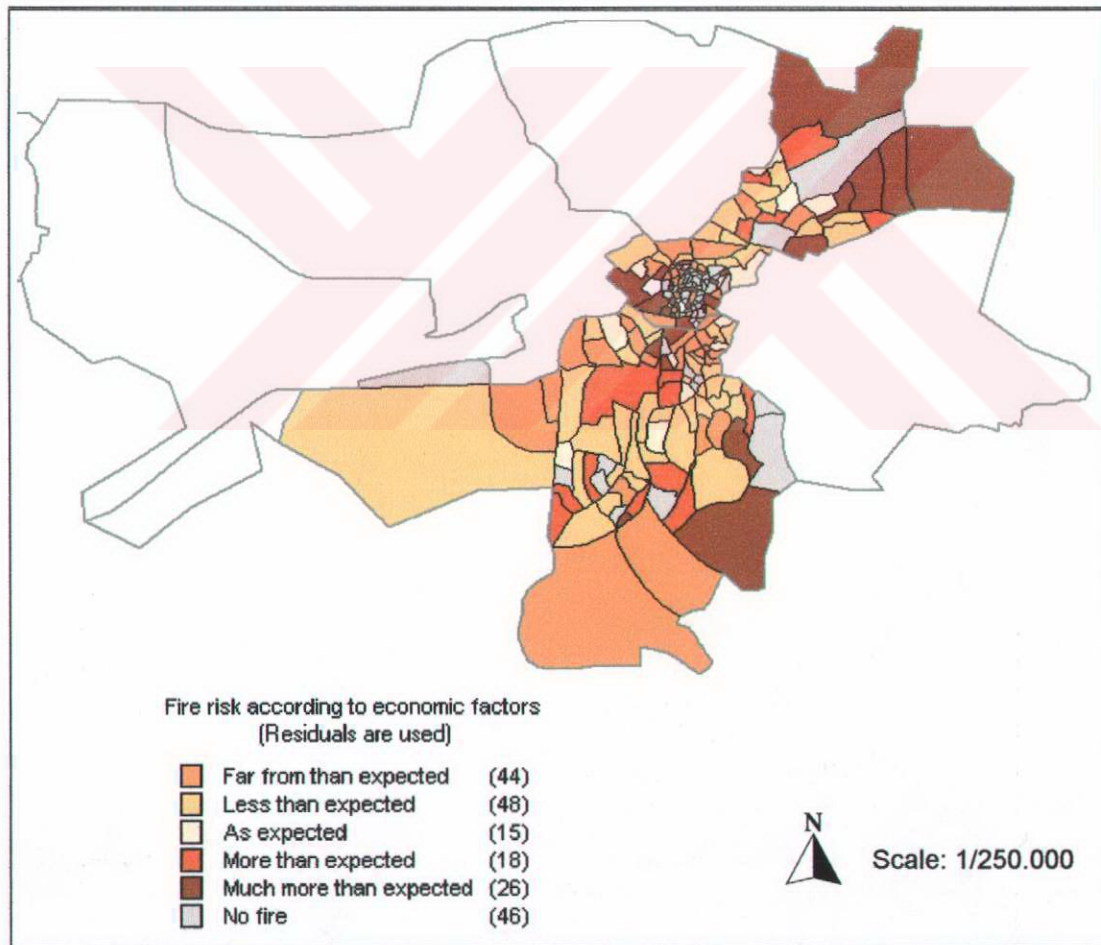 Fire risk according to economic factors
(Residuals are used)
Far from than expected (44)
Less than expected (48)
As expected (15)
More than expected (18)
Much more than expected (26)
No fire (46)
N
Scale: 1/250.000